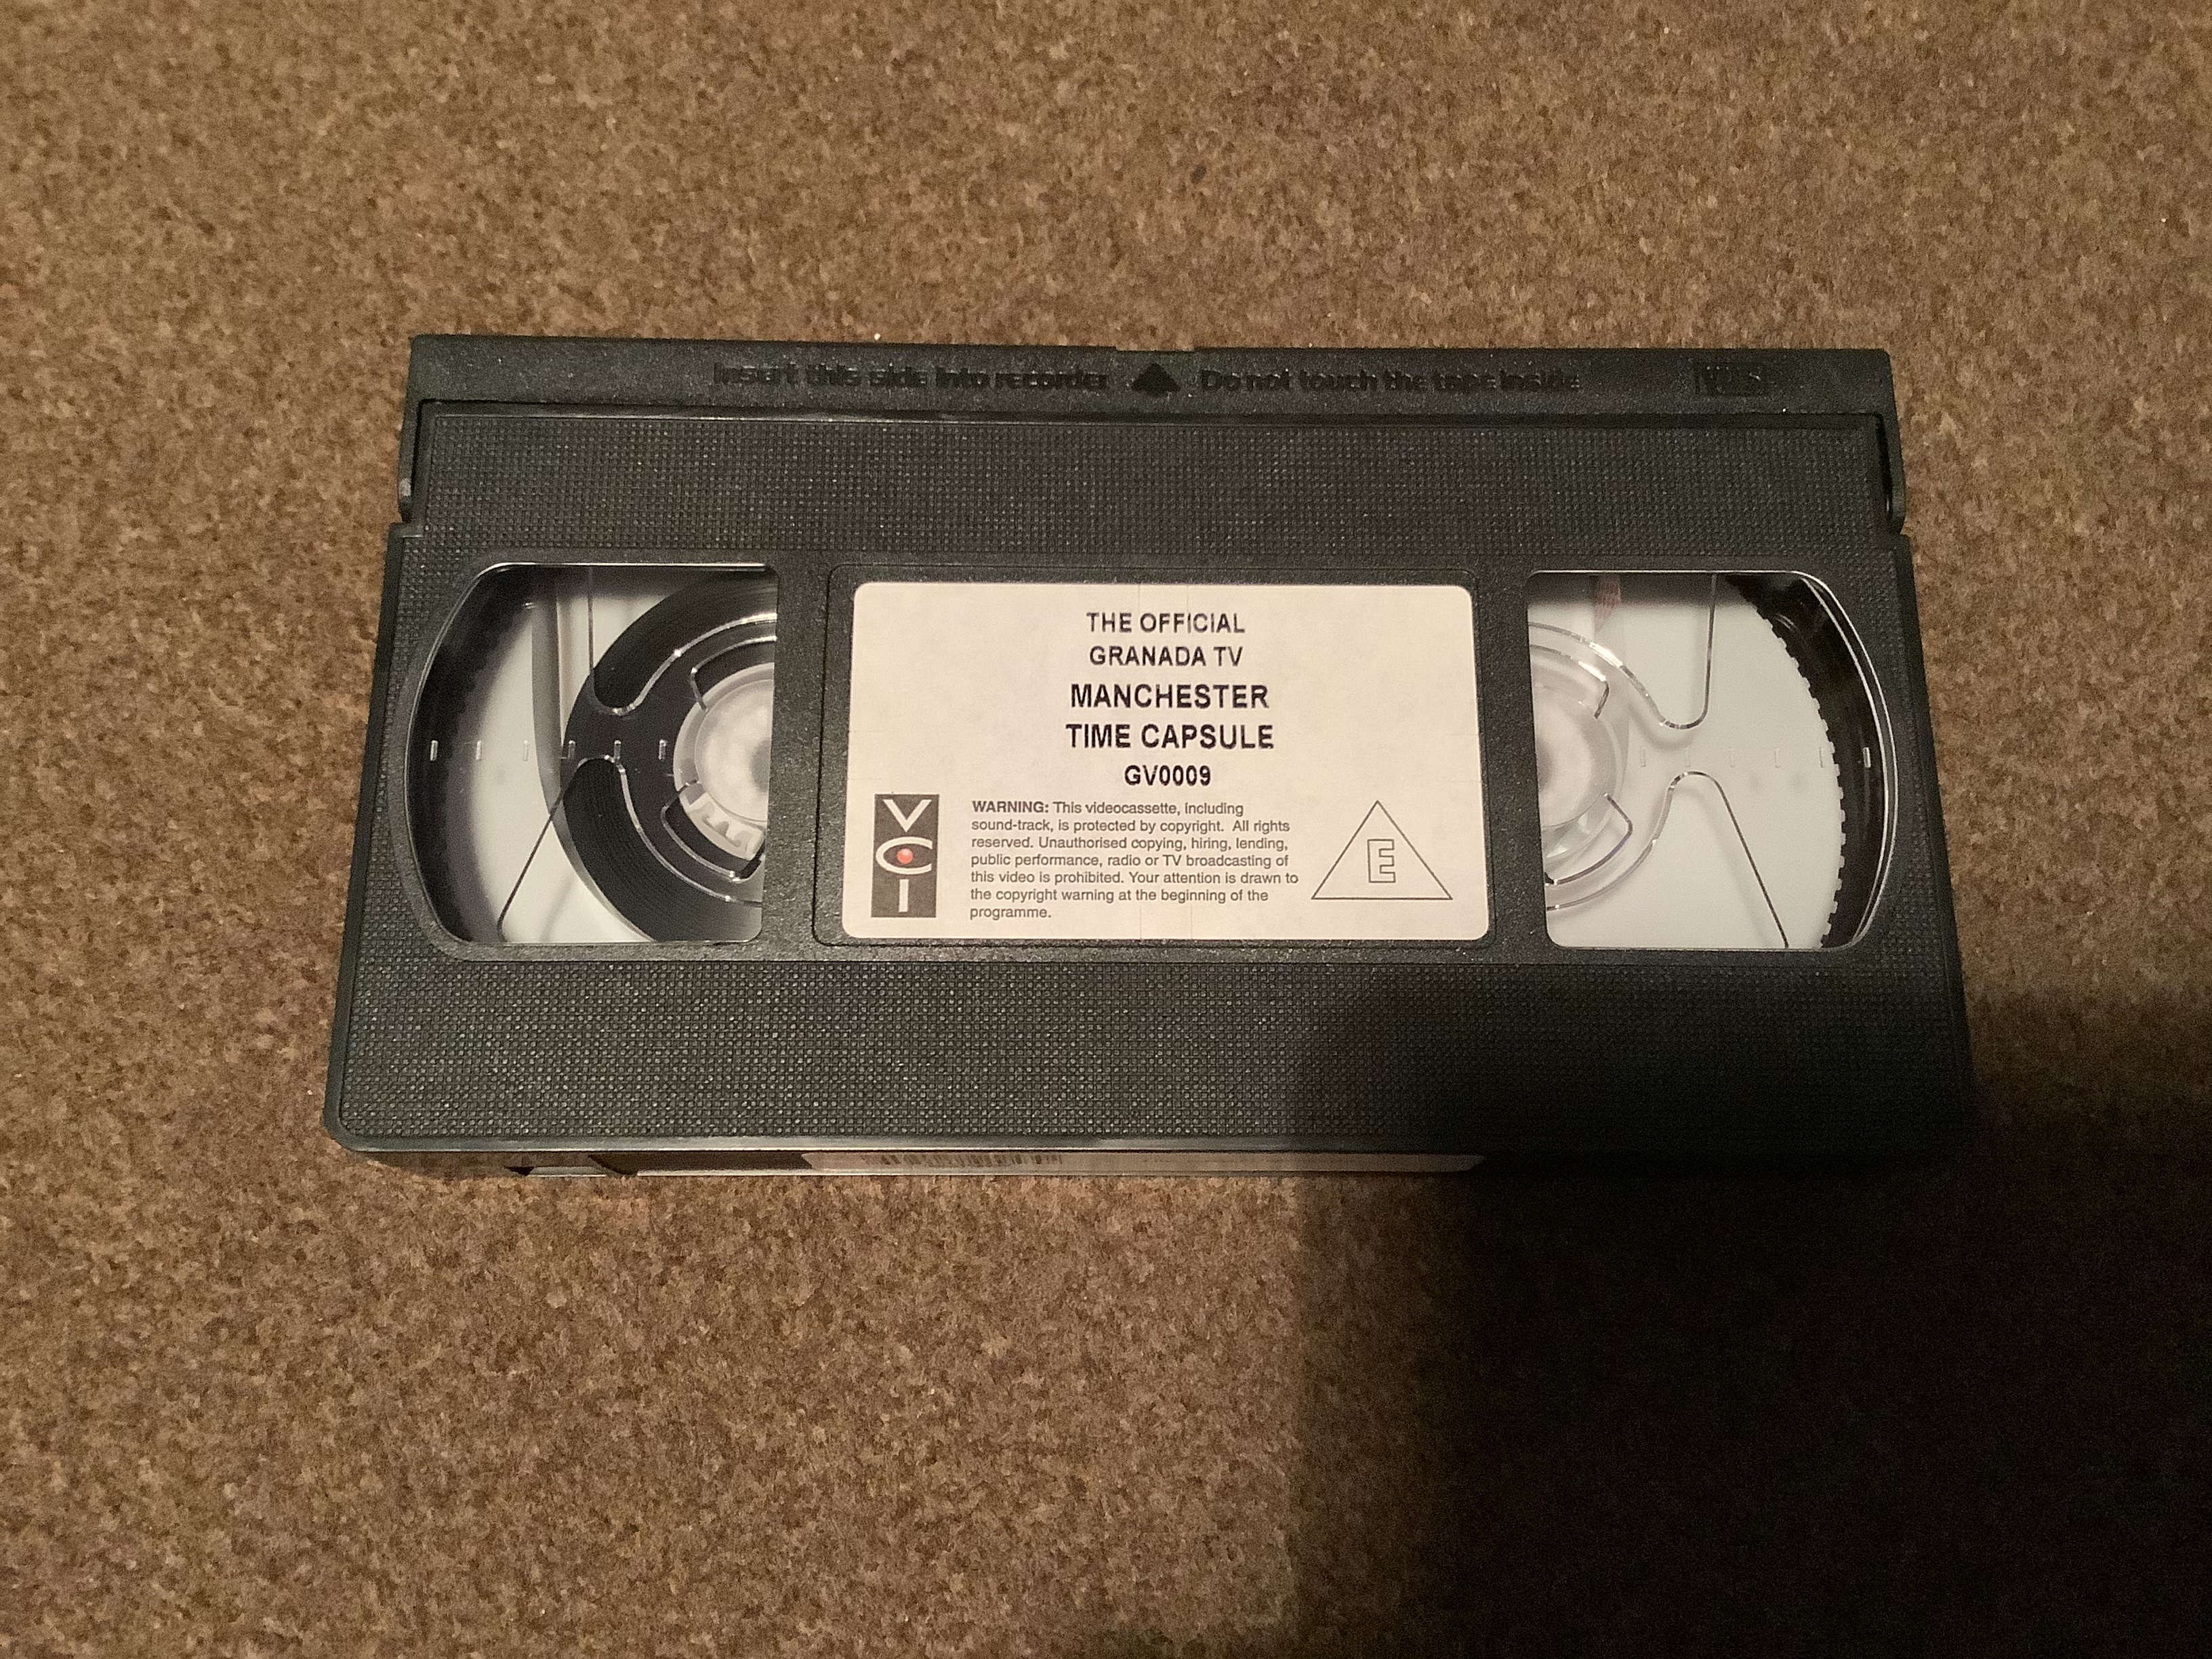 Insert this side into recorder ▲ Do not touch the tape inside VHS
THE OFFICIAL
GRANADA TV
MANCHESTER
TIME CAPSULE
GV0009
VCI
WARNING: This videocassette, including
sound-track, is protected by copyright. All rights
reserved. Unauthorised copying, hiring, lending,
public performance, radio or TV broadcasting of
this video is prohibited. Your attention is drawn to
the copyright warning at the beginning of the
programme.
E